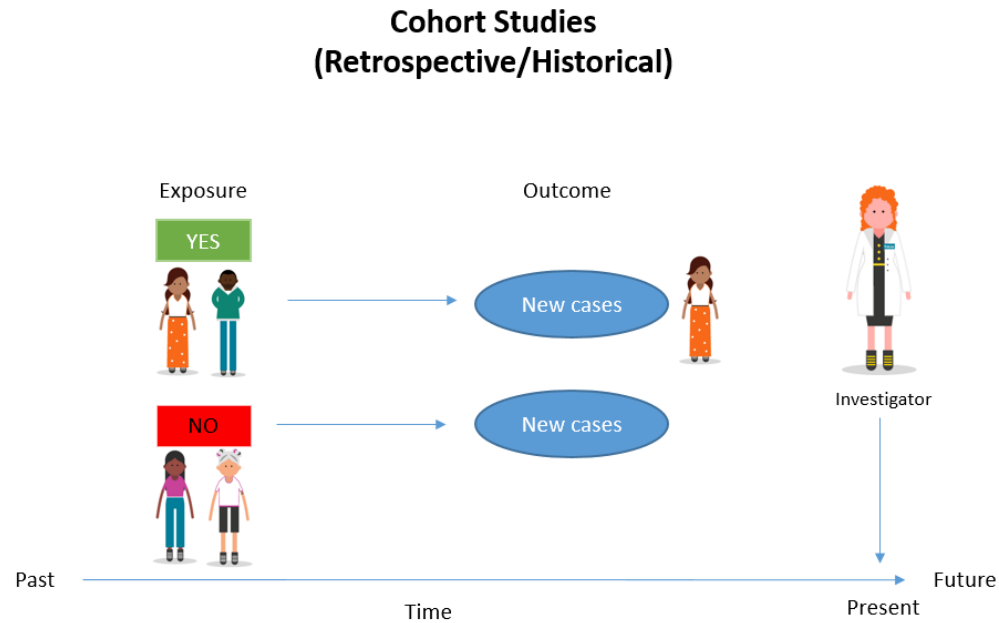 Cohort Studies
(Retrospective/Historical)
Exposure
Outcome
YES
New cases
Investigator
NO
New cases
Past
Future
Time
Present